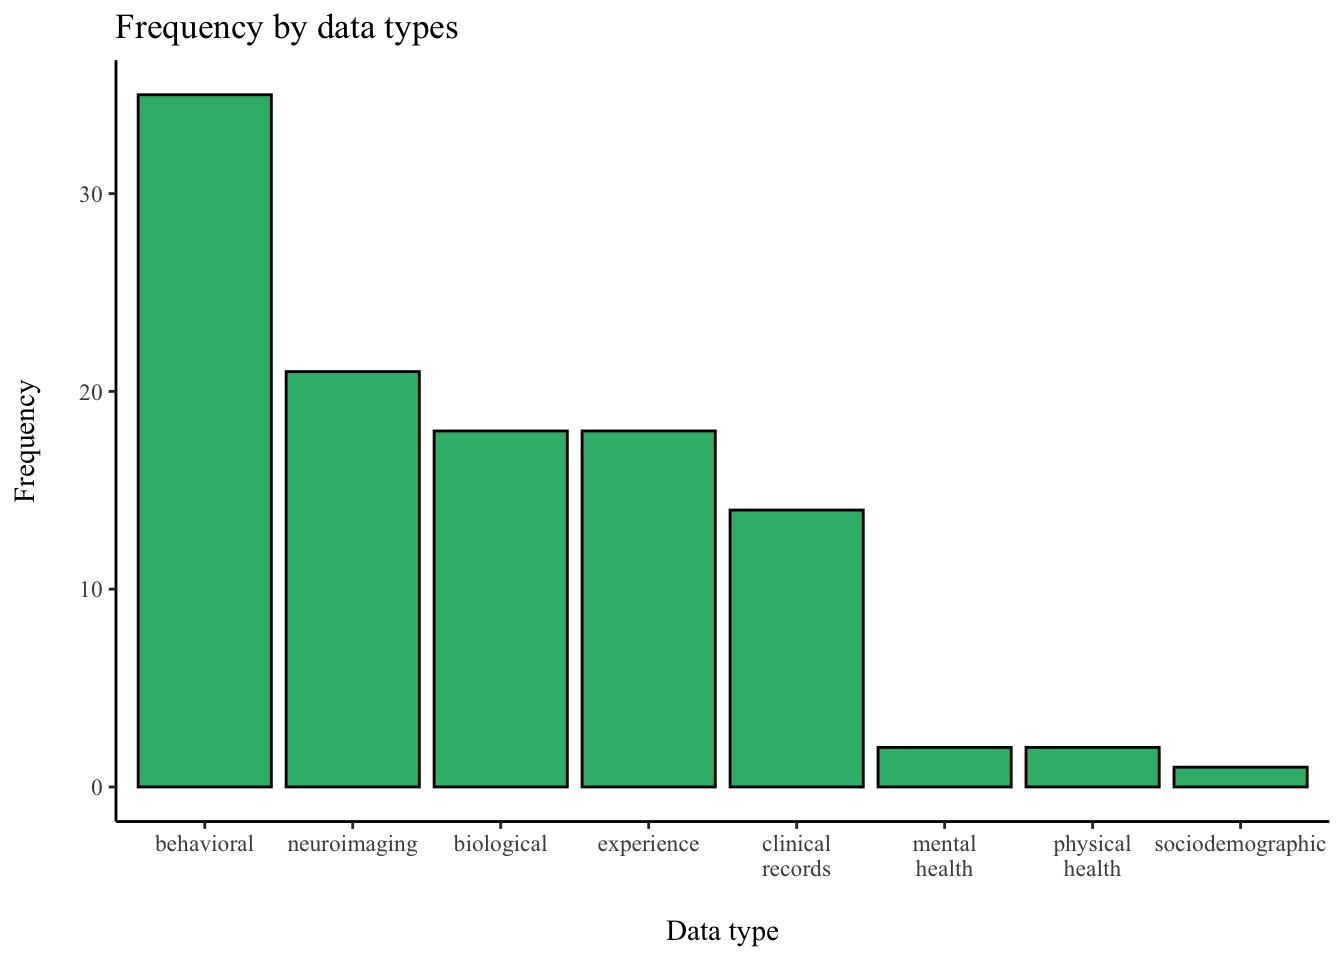 Frequency by data types
Frequency
30
20
10
0
behavioral
neuroimaging
biological
experience
clinical
records
mental
health
physical
health
sociodemographic
Data type